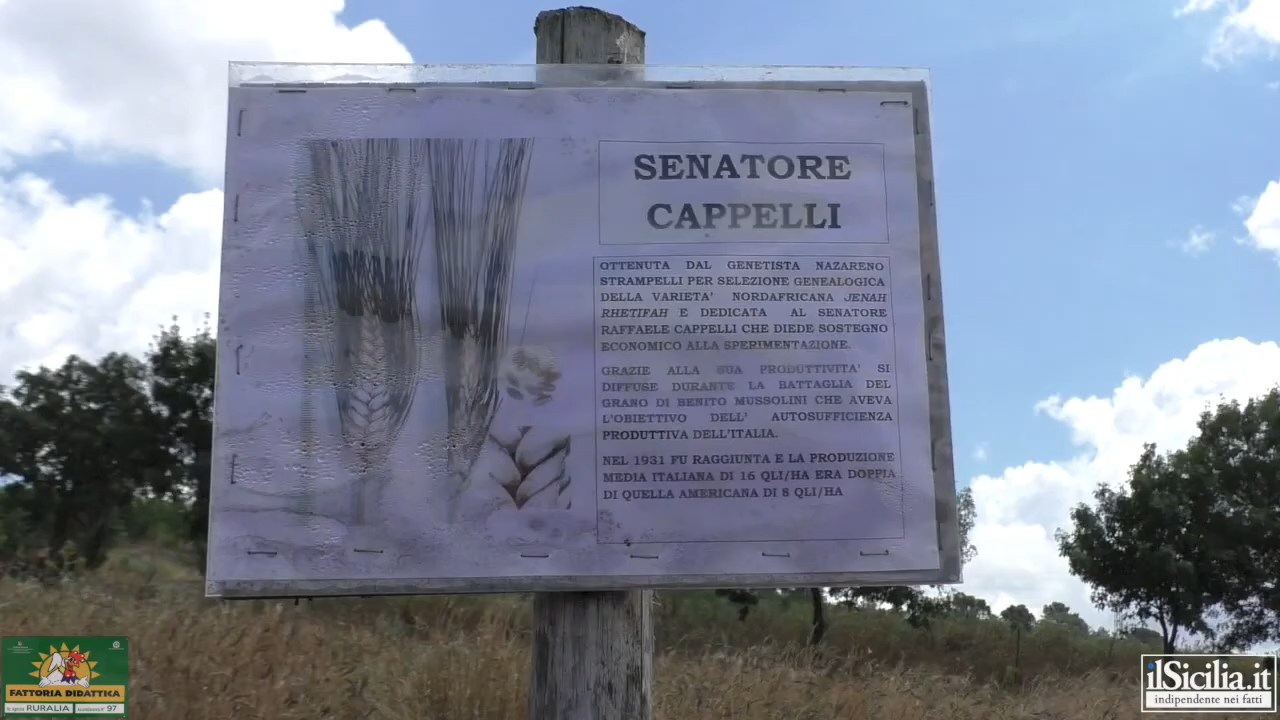 SENATORE
CAPPELLI
OTTENUTA DAL GENETISTA NAZARENO
STRAMPELLI PER SELEZIONE GENEALOGICA
DELLA VARIETA' NORDAFRICANA JENAH
RHETIFAH E DEDICATA AL SENATORE
RAFFAELE CAPPELLI CHE DIEDE SOSTEGNO
ECONOMICO ALLA SPERIMENTAZIONE.
GRAZIE ALLA SUA PRODUTTIVITA' SI
DIFFUSE DURANTE LA BATTAGLIA DEL
GRANO DI BENITO MUSSOLINI CHE AVEVA
L'OBIETTIVO DELL' AUTOSUFFICIENZA
PRODUTTIVA DELL'ITALIA.
NEL 1931 FU RAGGIUNTA E LA PRODUZIONE
MEDIA ITALIANA DI 16 QLI/HA ERA DOPPIA
DI QUELLA AMERICANA DI 8 QLI/HA
FATTORIA DIDATTICA
RURALIA
N° 97
ilSicilia.it
indipendente nei fatti